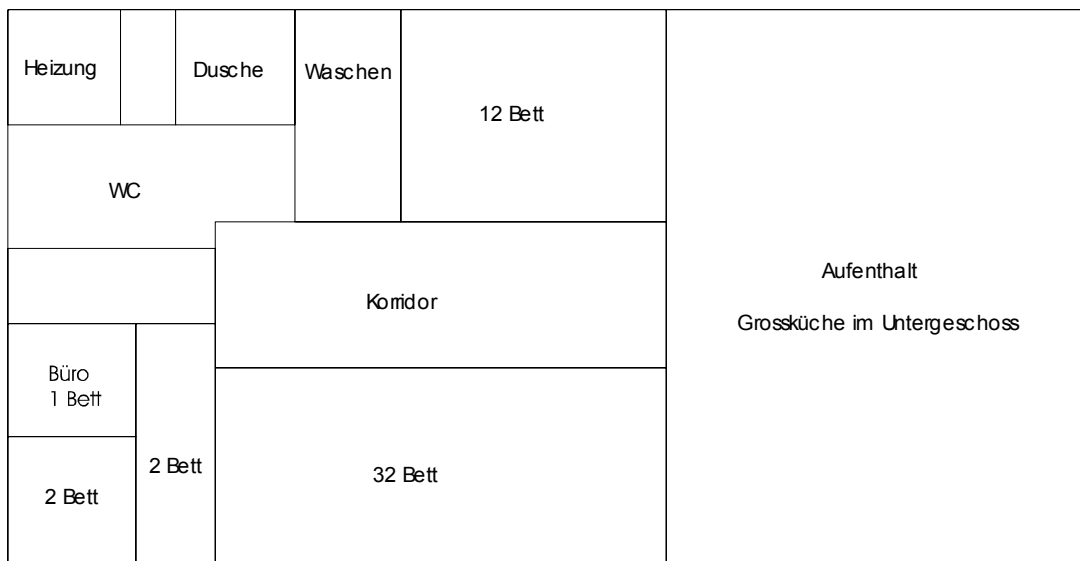 Heizung
Dusche
Waschen
12 Bett
WC
Aufenthalt
Grossküche im Untergeschoss
Korridor
Büro
1 Bett
2 Bett
2 Bett
32 Bett